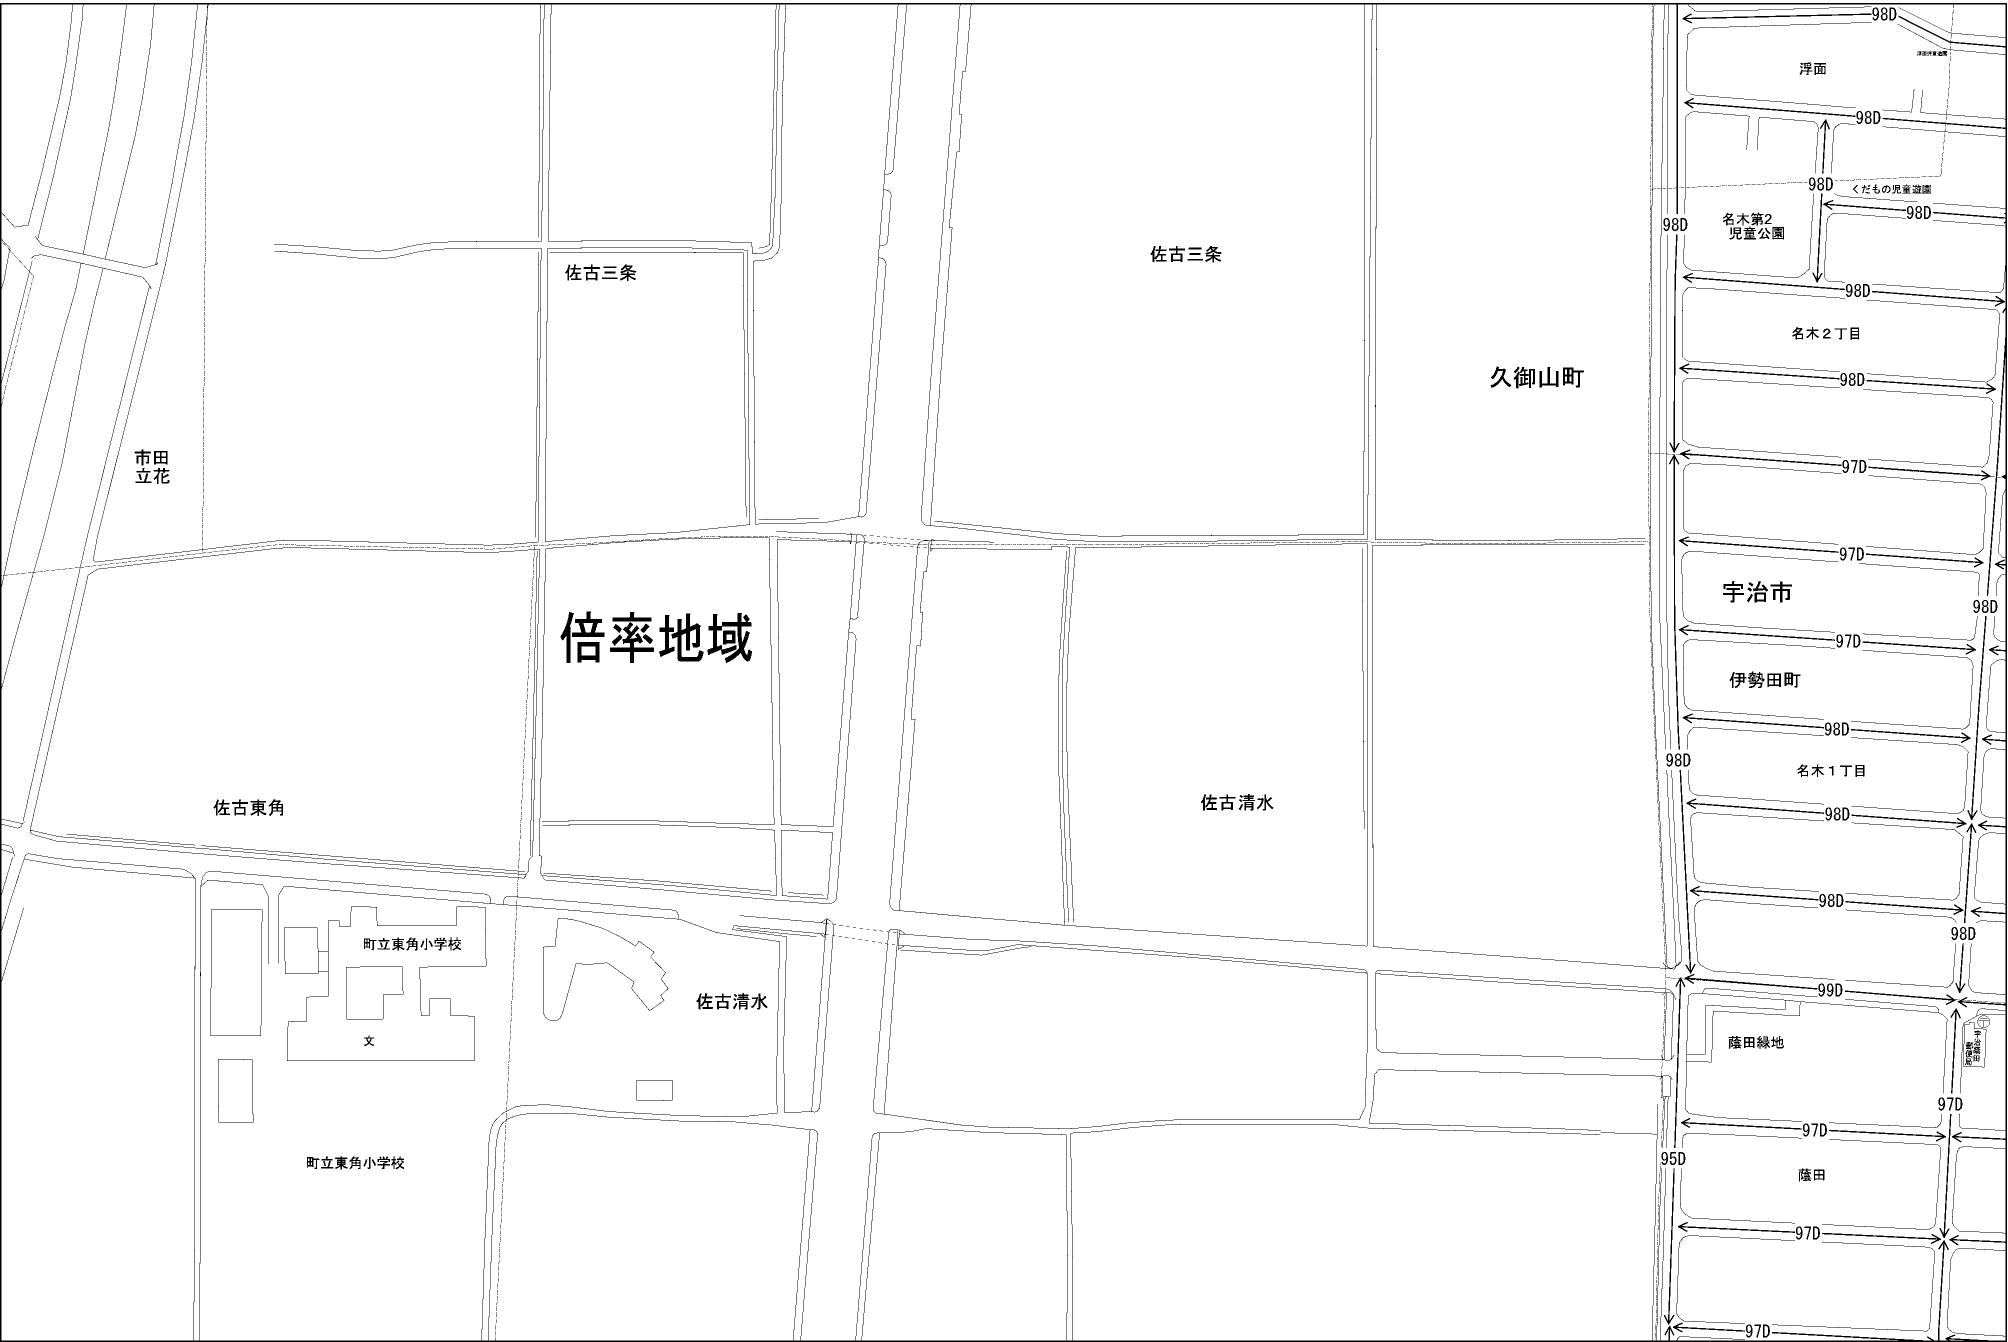 98D
浮面
98D
98D
くだもの児童遊園
98D
名木第2
児童公園
98D
佐古三条
佐古三条
98D
名木２丁目
久御山町
98D
市田
立花
97D
97D
宇治市
98D
倍率地域
97D
伊勢田町
98D
98D
名木１丁目
佐古清水
佐古東角
98D
98D
98D
町立東角小学校
99D
佐古清水
文
蔭田緑地
97D
97D
95D
町立東角小学校
蔭田
97D
97D